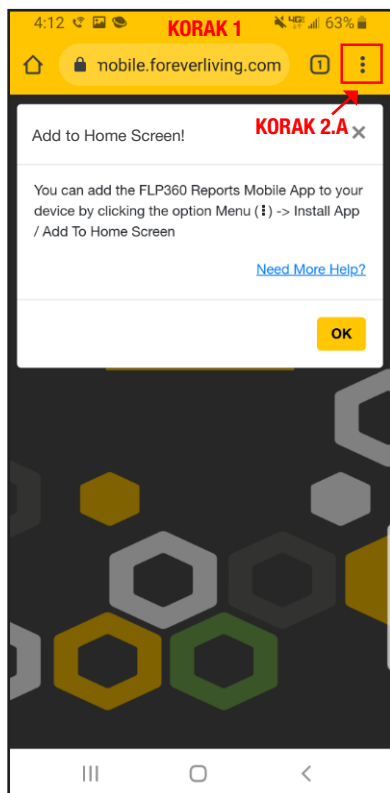 4:12 63%
KORAK 1
mobile.foreverliving.com 1
KORAK 2.A
Add to Home Screen!
You can add the FLP360 Reports Mobile App to your
device by clicking the option Menu (⋮) -> Install App
/ Add To Home Screen
Need More Help?
OK